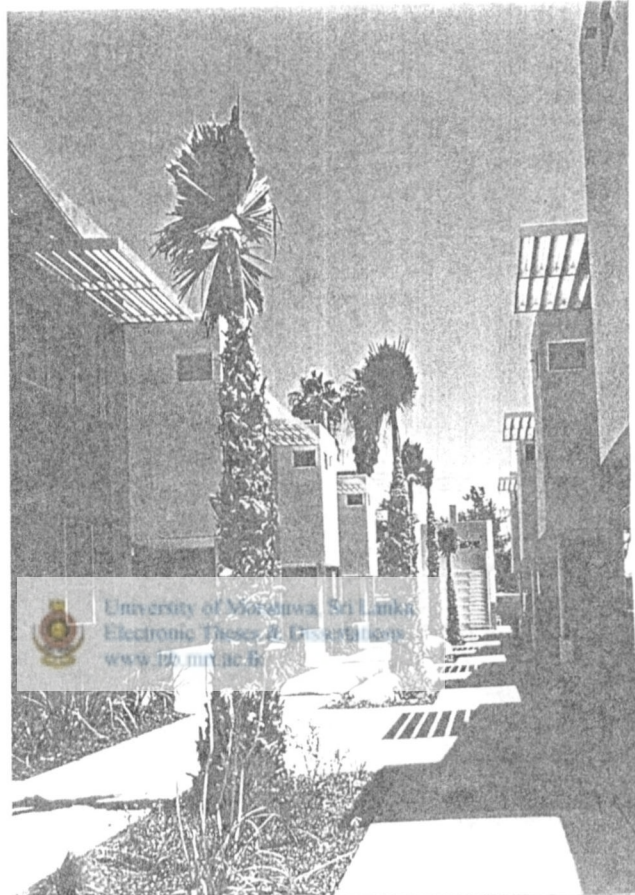 University of Moratuwa, Sri Lanka.
Electronic Theses & Dissertations
www.lib.mrt.ac.lk